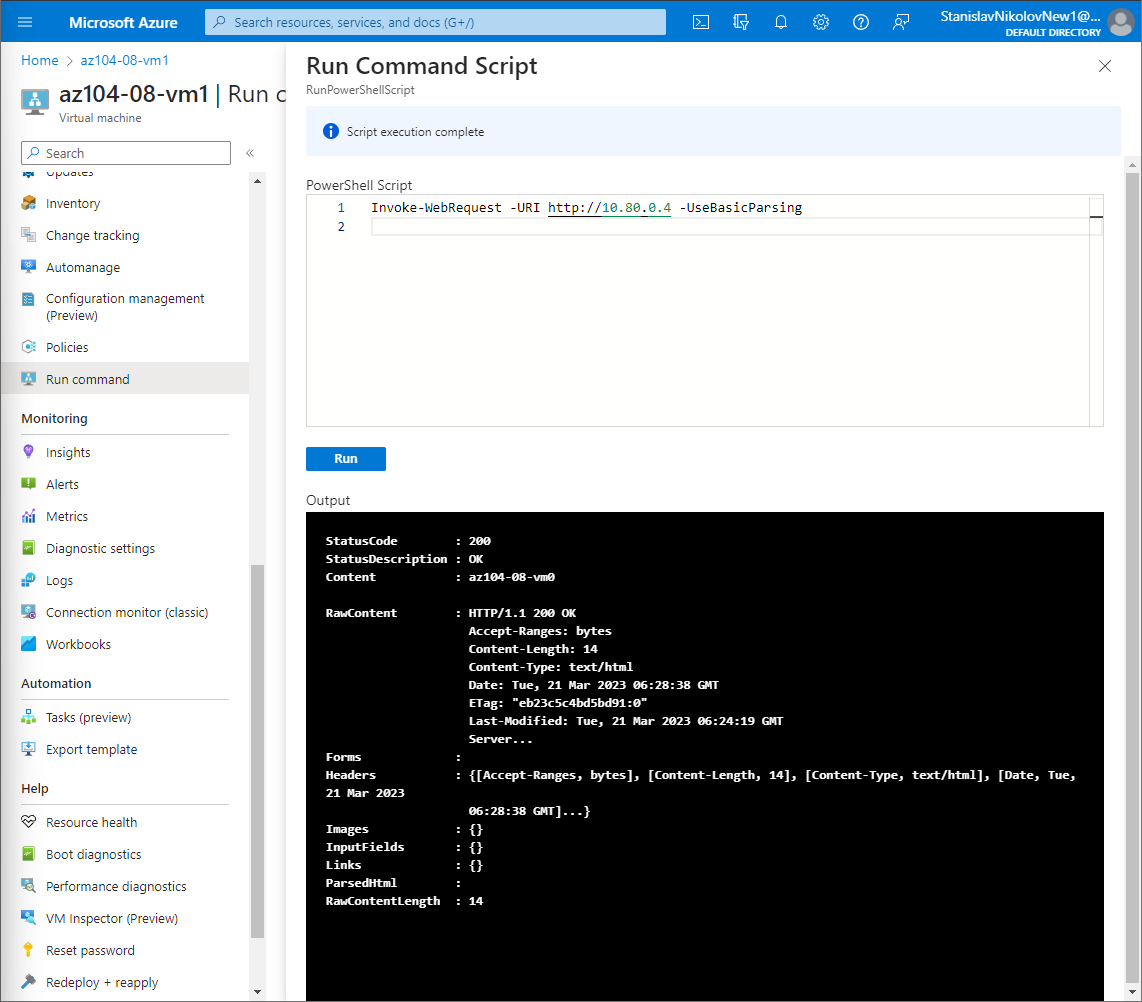 Microsoft Azure
Search resources, services, and docs (G+/)
StanislavNikolovNew1@...
DEFAULT DIRECTORY
Home > az104-08-vm1
az104-08-vm1 | Run c
Virtual machine
Search
«
Updates
Inventory
Change tracking
Automanage
Configuration management
(Preview)
Policies
Run command
Monitoring
Insights
Alerts
Metrics
Diagnostic settings
Logs
Connection monitor (classic)
Workbooks
Automation
Tasks (preview)
Export template
Help
Resource health
Boot diagnostics
Performance diagnostics
VM Inspector (Preview)
Reset password
Redeploy + reapply
Run Command Script
RunPowerShellScript
Script execution complete
PowerShell Script
1 Invoke-WebRequest -URI http://10.80.0.4 -UseBasicParsing
2
Run
Output
StatusCode : 200
StatusDescription : OK
Content : az104-08-vm0
RawContent : HTTP/1.1 200 OK
Accept-Ranges: bytes
Content-Length: 14
Content-Type: text/html
Date: Tue, 21 Mar 2023 06:28:38 GMT
ETag: "eb23c5c4bd5bd91:0"
Last-Modified: Tue, 21 Mar 2023 06:24:19 GMT
Server...
Forms :
Headers : {[Accept-Ranges, bytes], [Content-Length, 14], [Content-Type, text/html], [Date, Tue,
21 Mar 2023
06:28:38 GMT]...}
Images : {}
InputFields : {}
Links : {}
ParsedHtml :
RawContentLength : 14